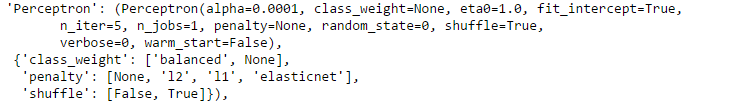 'Perceptron': (Perceptron(alpha=0.0001, class_weight=None, eta0=1.0, fit_intercept=True,
n_iter=5, n_jobs=1, penalty=None, random_state=0, shuffle=True,
verbose=0, warm_start=False),
{'class_weight': ['balanced', None],
'penalty': [None, 'l2', 'l1', 'elasticnet'],
'shuffle': [False, True]}),